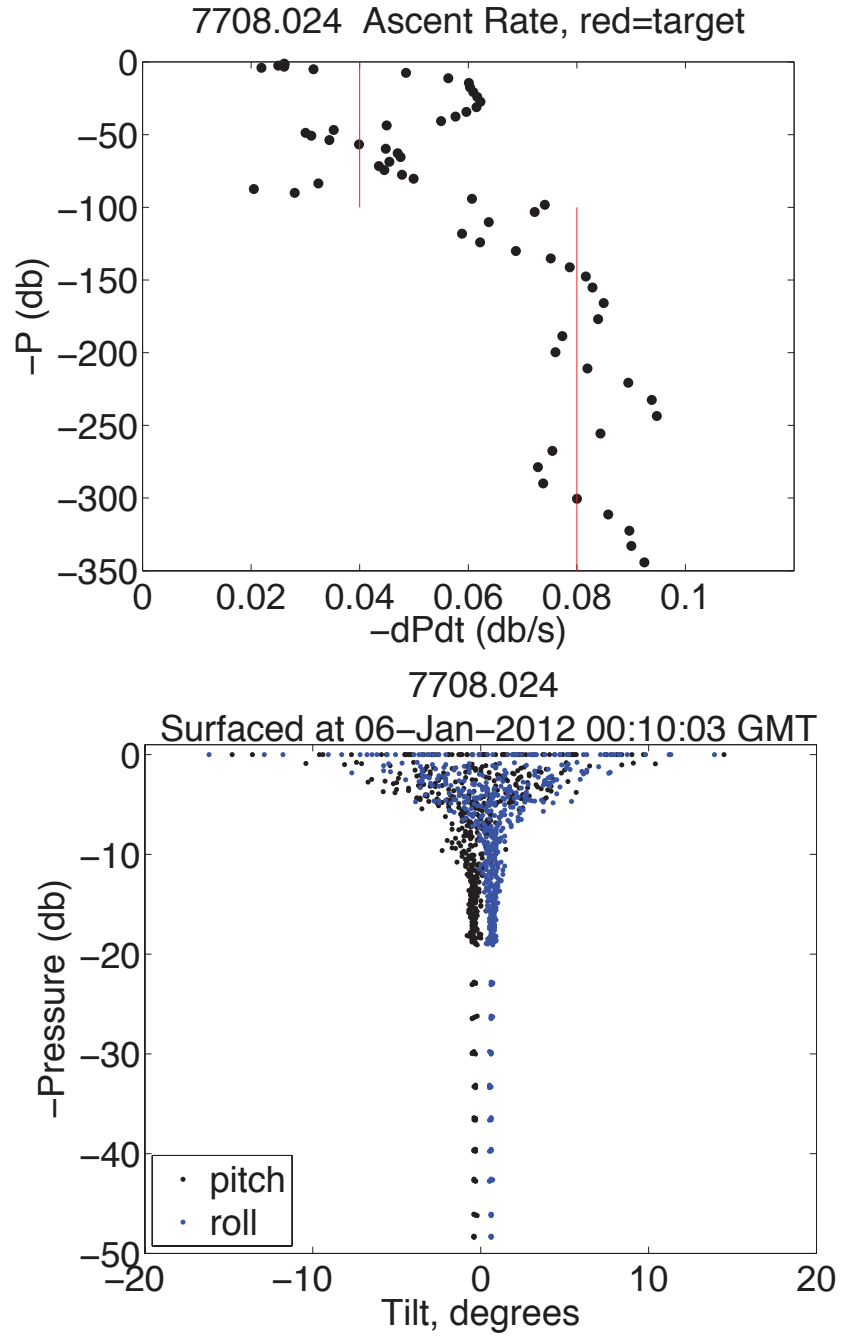 7708.024  Ascent Rate, red=target
0
−50
−100
−150
−200
−250
−300
−350
−P (db)
0 0.02 0.04 0.06 0.08 0.1
−dPdt (db/s)
7708.024
Surfaced at 06−Jan−2012 00:10:03 GMT
0
−10
−20
−30
−40
−50
−Pressure (db)
pitch
roll
−20 −10 0 10 20
Tilt, degrees